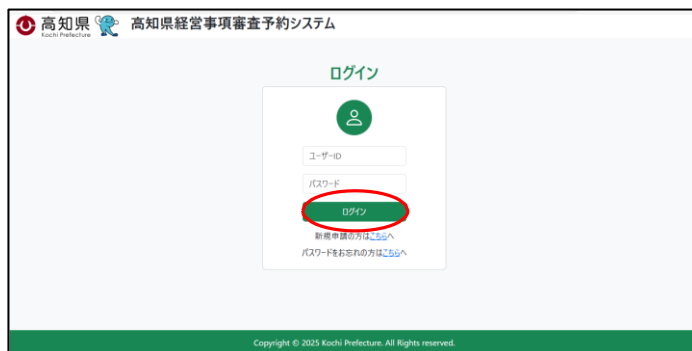 高知県 高知県経営事項審査予約システム
Kochi Prefecture
ログイン
ユーザーID
パスワード
ログイン
新規申請の方はこちらへ
パスワードをお忘れの方はこちらへ
Copyright © 2025 Kochi Prefecture. All Rights reserved.